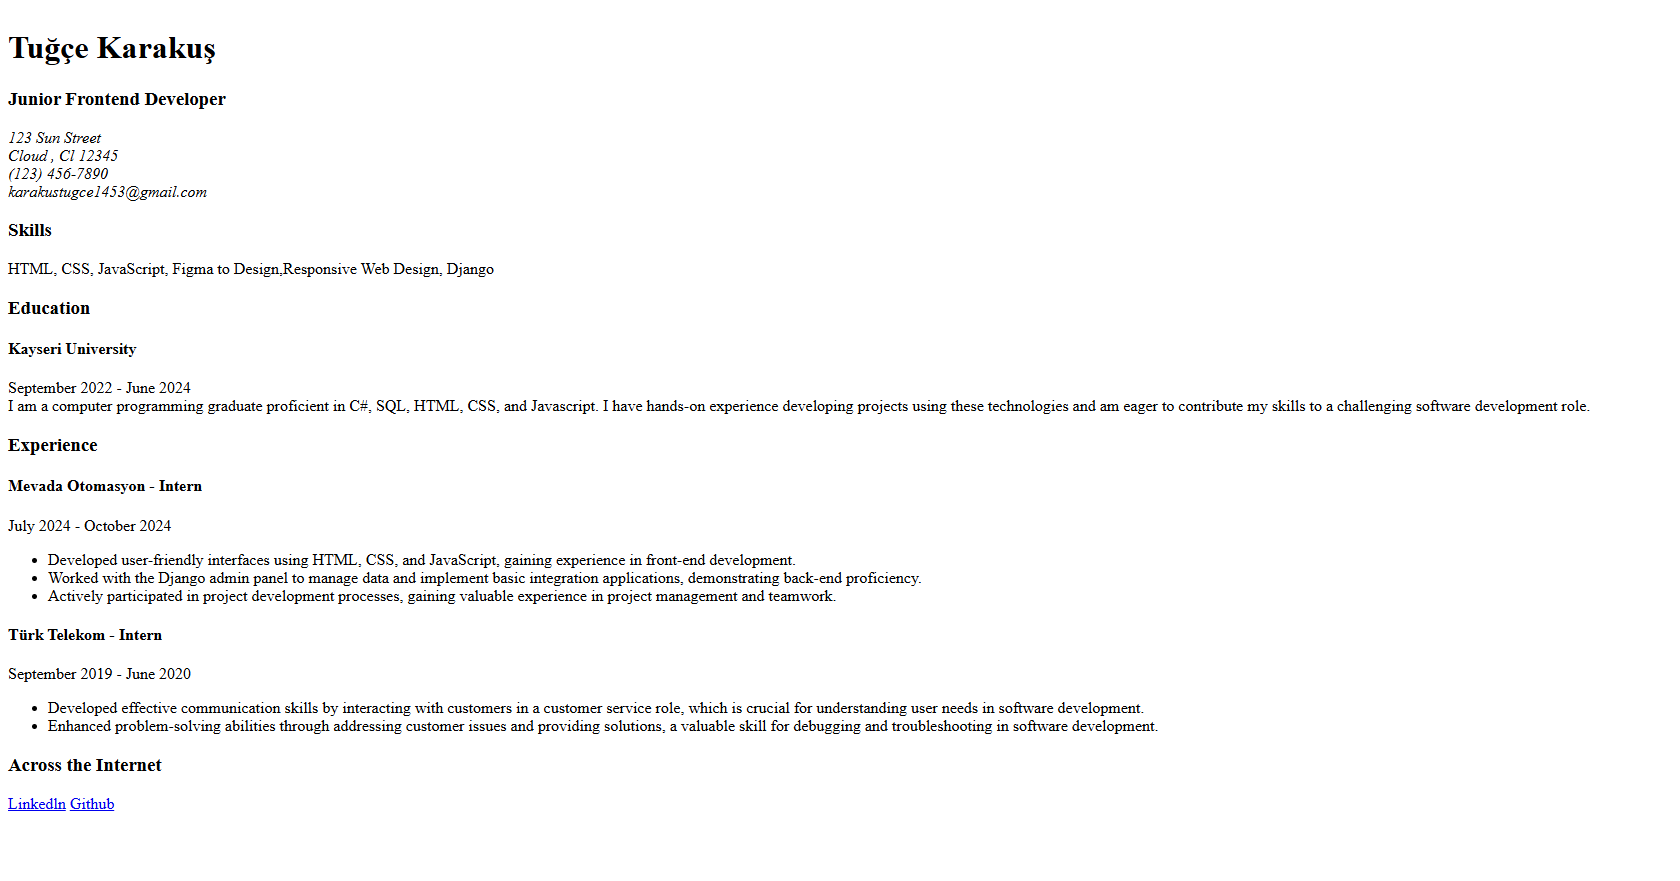 Tuğçe Karakuş
Junior Frontend Developer
123 Sun Street
Cloud , Cl 12345
(123) 456-7890
karakustugce1453@gmail.com
Skills
HTML, CSS, JavaScript, Figma to Design,Responsive Web Design, Django
Education
Kayseri University
September 2022 - June 2024
I am a computer programming graduate proficient in C#, SQL, HTML, CSS, and Javascript. I have hands-on experience developing projects using these technologies and am eager to contribute my skills to a challenging software development role.
Experience
Mevada Otomasyon - Intern
July 2024 - October 2024
• Developed user-friendly interfaces using HTML, CSS, and JavaScript, gaining experience in front-end development.
• Worked with the Django admin panel to manage data and implement basic integration applications, demonstrating back-end proficiency.
• Actively participated in project development processes, gaining valuable experience in project management and teamwork.
Türk Telekom - Intern
September 2019 - June 2020
• Developed effective communication skills by interacting with customers in a customer service role, which is crucial for understanding user needs in software development.
• Enhanced problem-solving abilities through addressing customer issues and providing solutions, a valuable skill for debugging and troubleshooting in software development.
Across the Internet
Linkedln Github